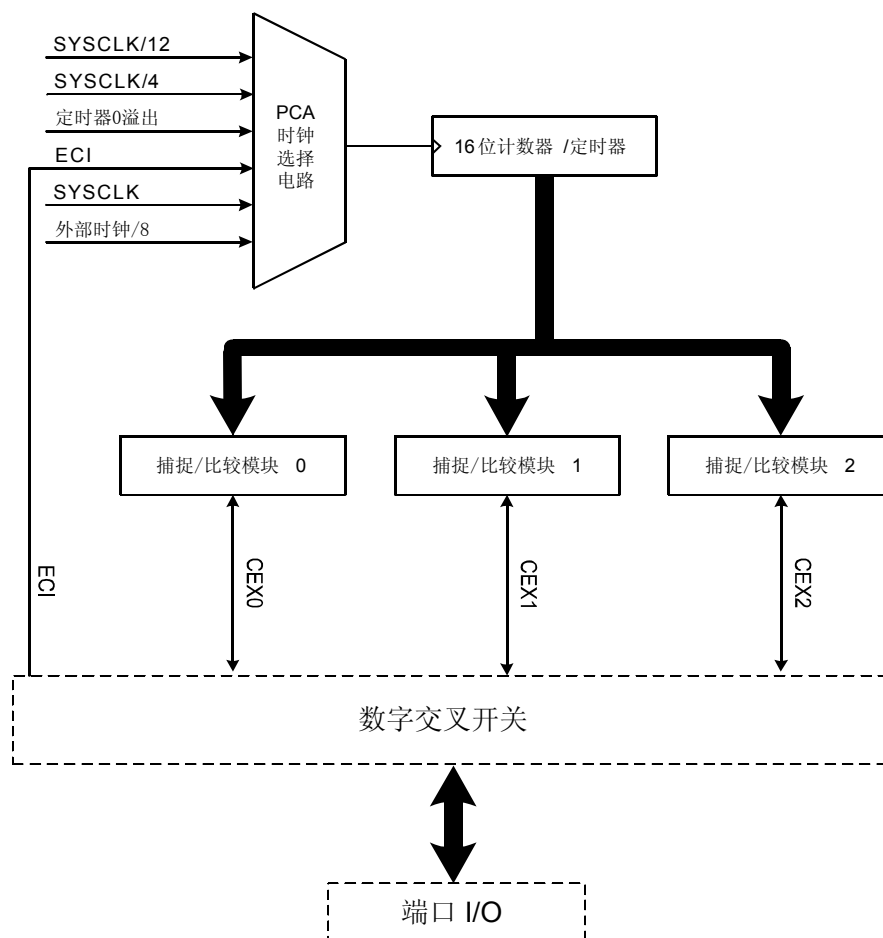 SYSCLK/12
SYSCLK/4
定时器0溢出
ECI
SYSCLK
外部时钟/8
PCA
时钟
选择
电路
16位计数器 /定时器
捕捉/比较模块 0
捕捉/比较模块 1
捕捉/比较模块 2
ECI
CEX0
CEX1
CEX2
数字交叉开关
端口 I/O